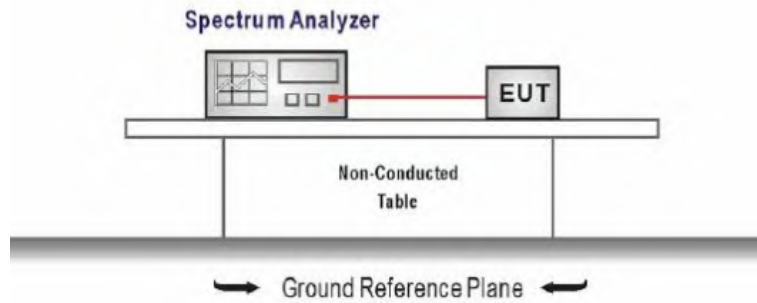 Spectrum Analyzer
EUT
Non-Conducted
Table
Ground Reference Plane